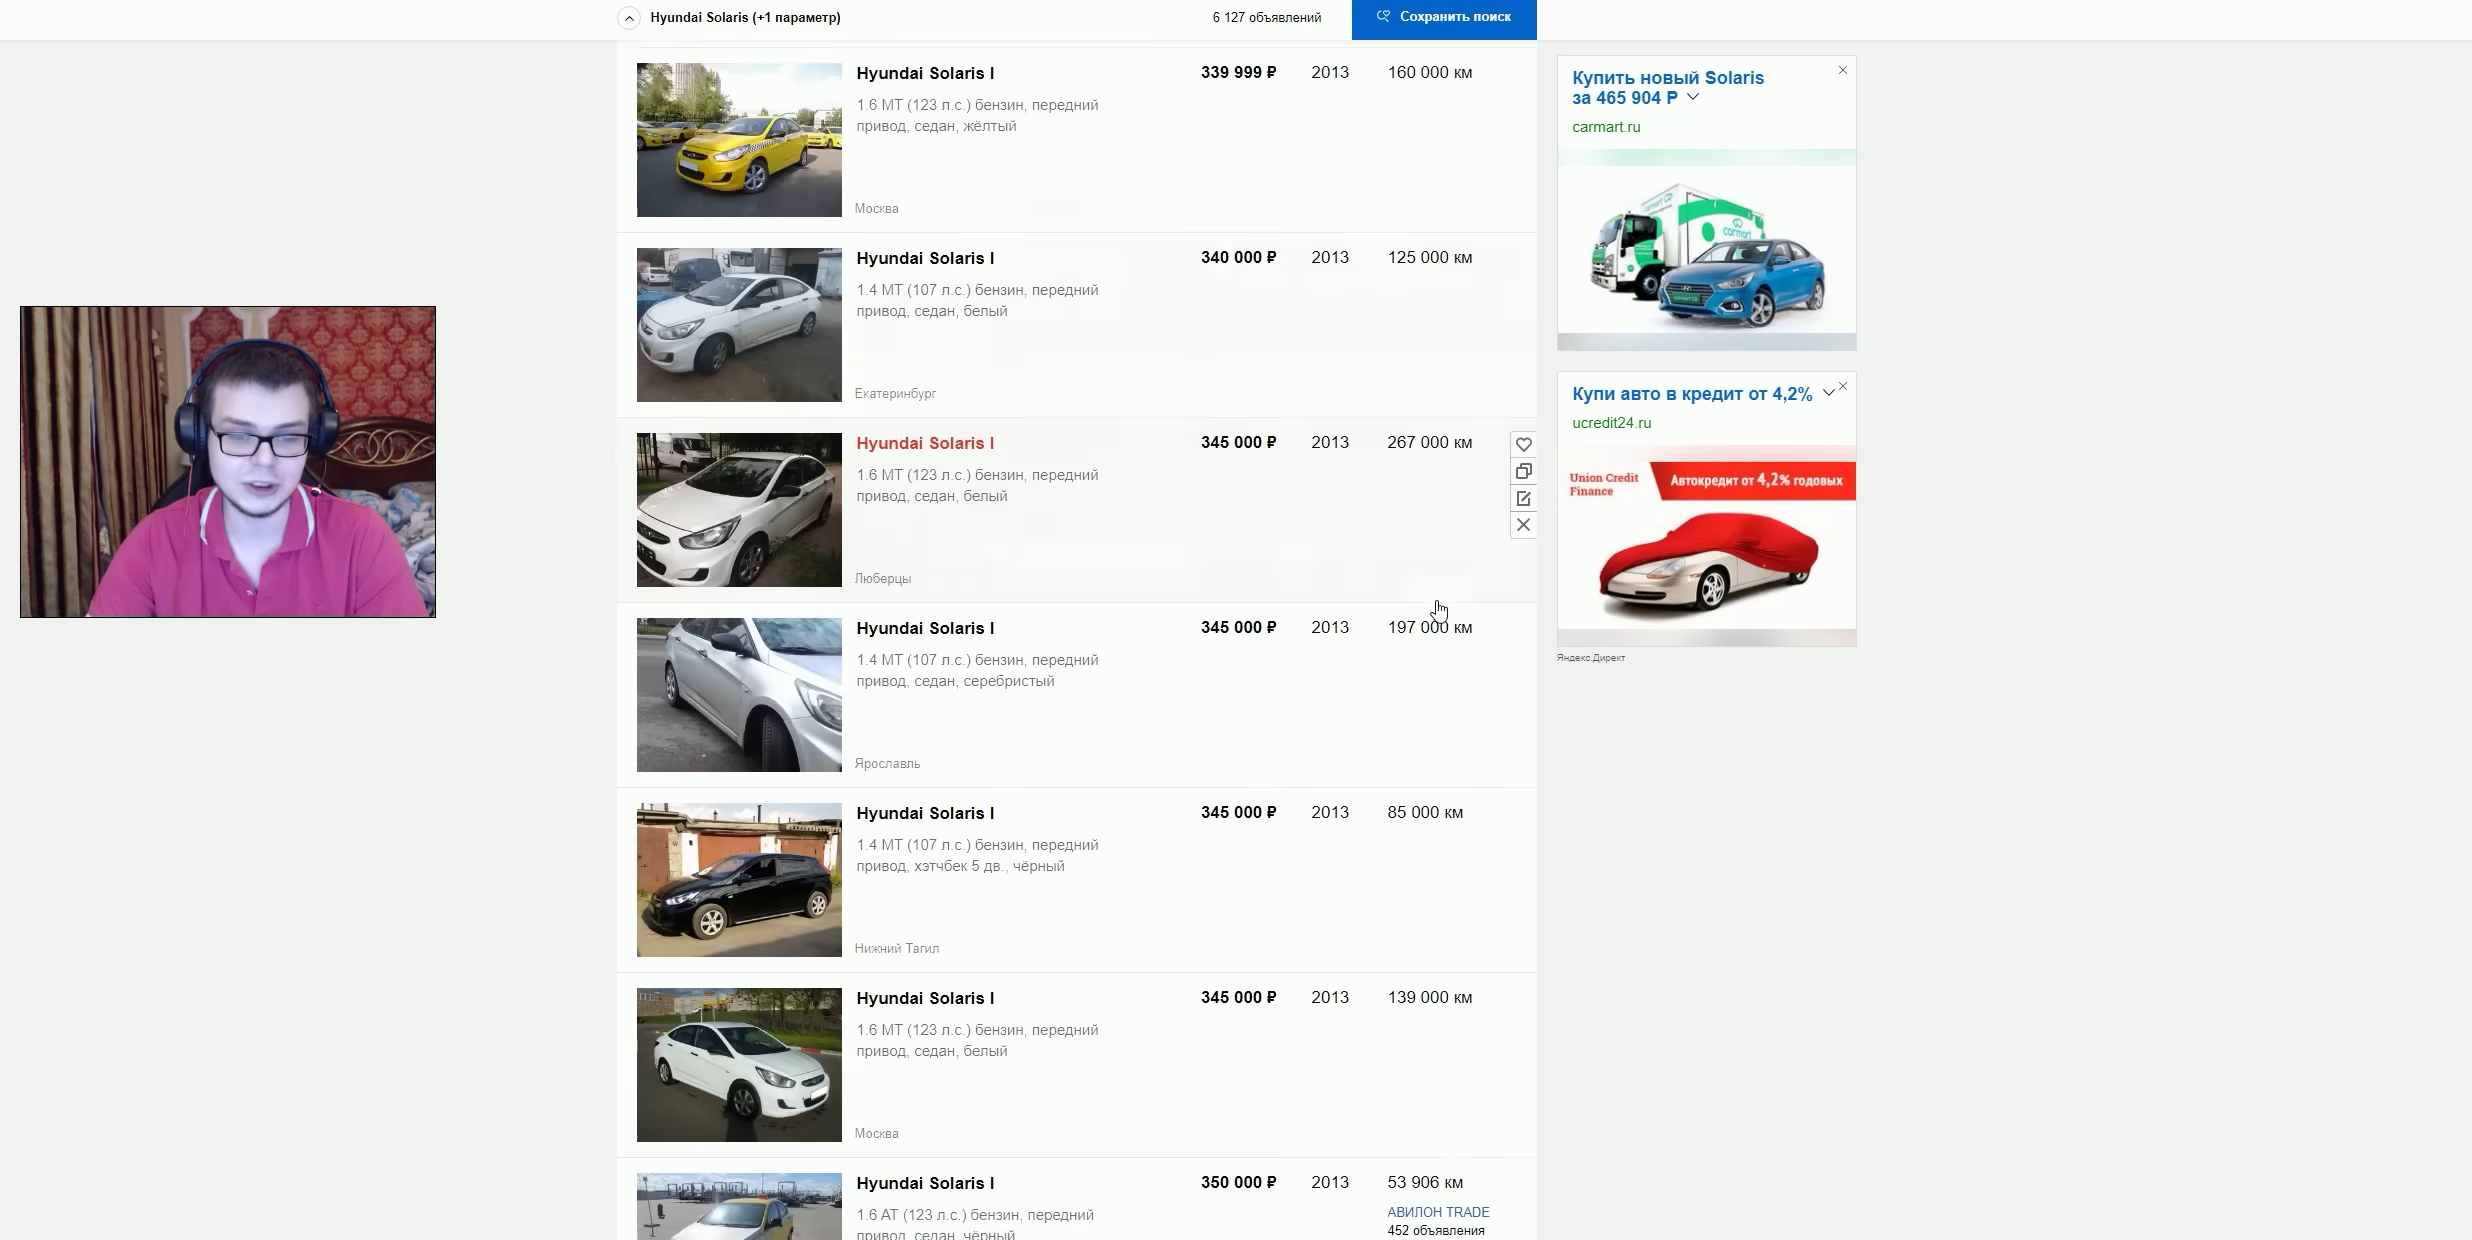 Hyundai Solaris (+1 параметр)
6 127 объявлений
Сохранить поиск
Hyundai Solaris I
339 999 ₽
2013
160 000 км
1.6 MT (123 л.с.) бензин, передний
привод, седан, жёлтый
Москва
Hyundai Solaris I
340 000 ₽
2013
125 000 км
1.4 MT (107 л.с.) бензин, передний
привод, седан, белый
Екатеринбург
Hyundai Solaris I
345 000 ₽
2013
267 000 км
1.6 MT (123 л.с.) бензин, передний
привод, седан, белый
Люберцы
Hyundai Solaris I
345 000 ₽
2013
197 000 км
1.4 MT (107 л.с.) бензин, передний
привод, седан, серебристый
Ярославль
Hyundai Solaris I
345 000 ₽
2013
85 000 км
1.4 MT (107 л.с.) бензин, передний
привод, хэтчбек 5 дв., чёрный
Нижний Тагил
Hyundai Solaris I
345 000 ₽
2013
139 000 км
1.6 MT (123 л.с.) бензин, передний
привод, седан, белый
Москва
Hyundai Solaris I
350 000 ₽
2013
53 906 км
1.6 AT (123 л.с.) бензин, передний
привод, седан, чёрный
АВИЛОН TRADE
452 объявления
Купить новый Solaris
за 465 904 ₽
carmart.ru
carmart
Купи авто в кредит от 4,2%
ucredit24.ru
Union Credit
Finance
Автокредит от 4,2% годовых
Яндекс.Директ